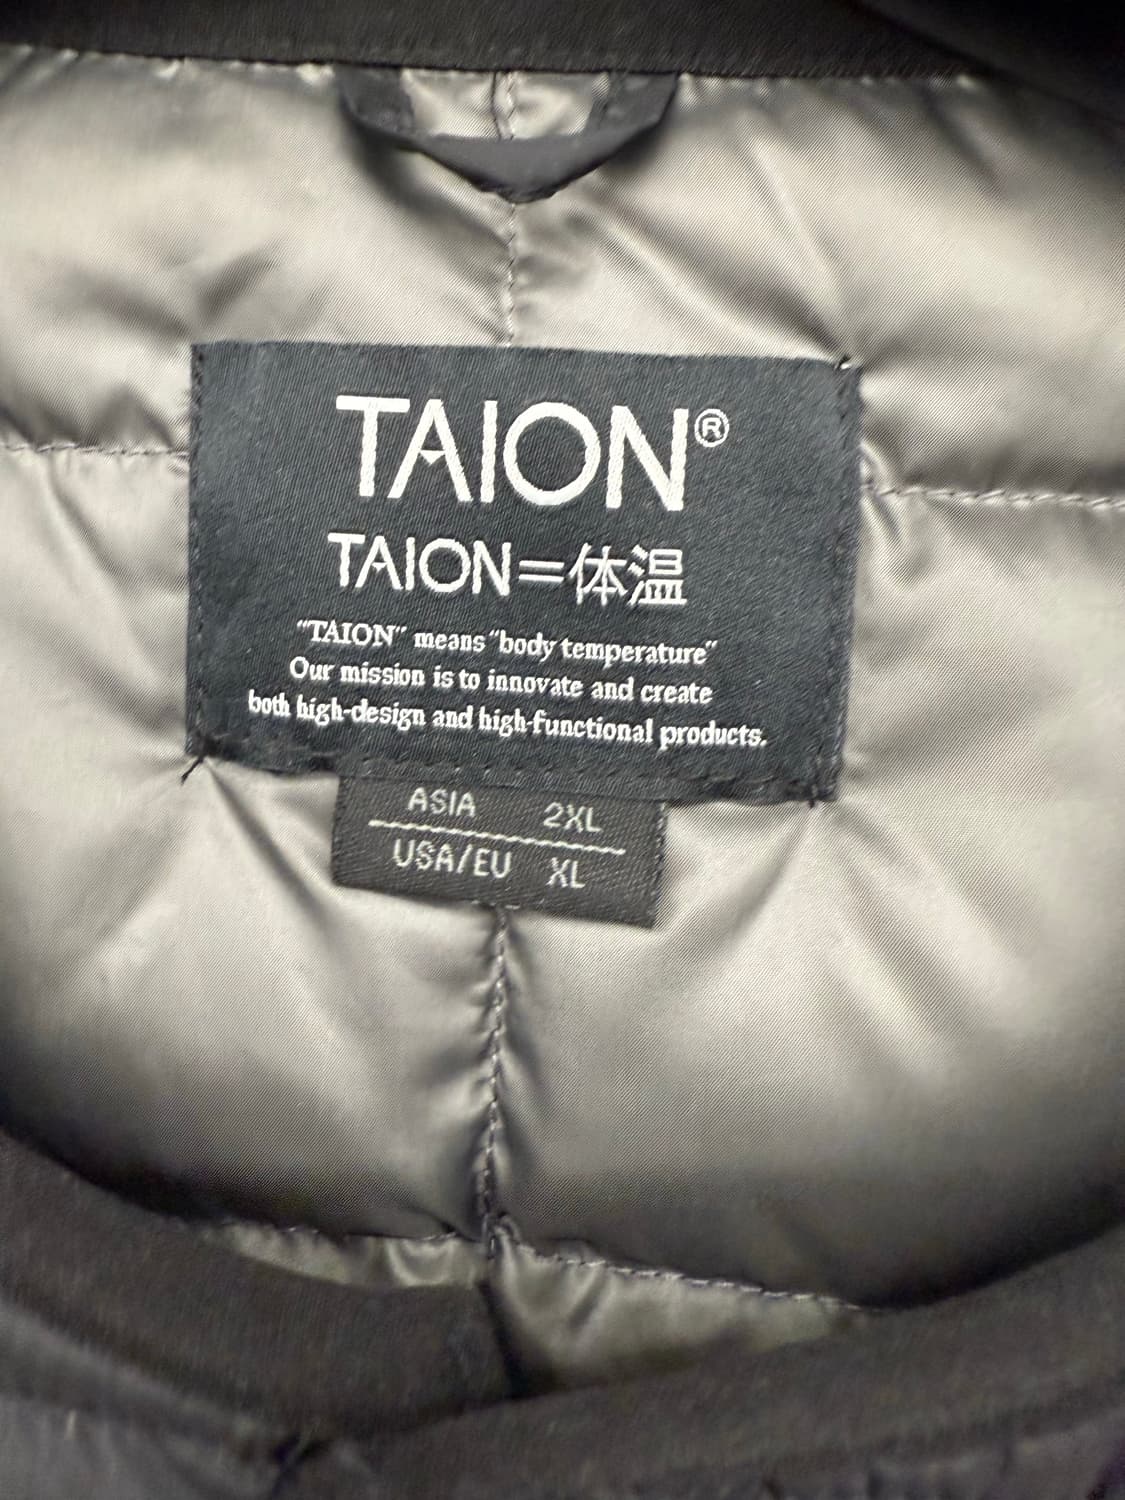 TAION®
TAION=体温
"TAION" means "body temperature"
Our mission is to innovate and create
both high-design and high-functional products.
ASIA 2XL
USA/EU XL